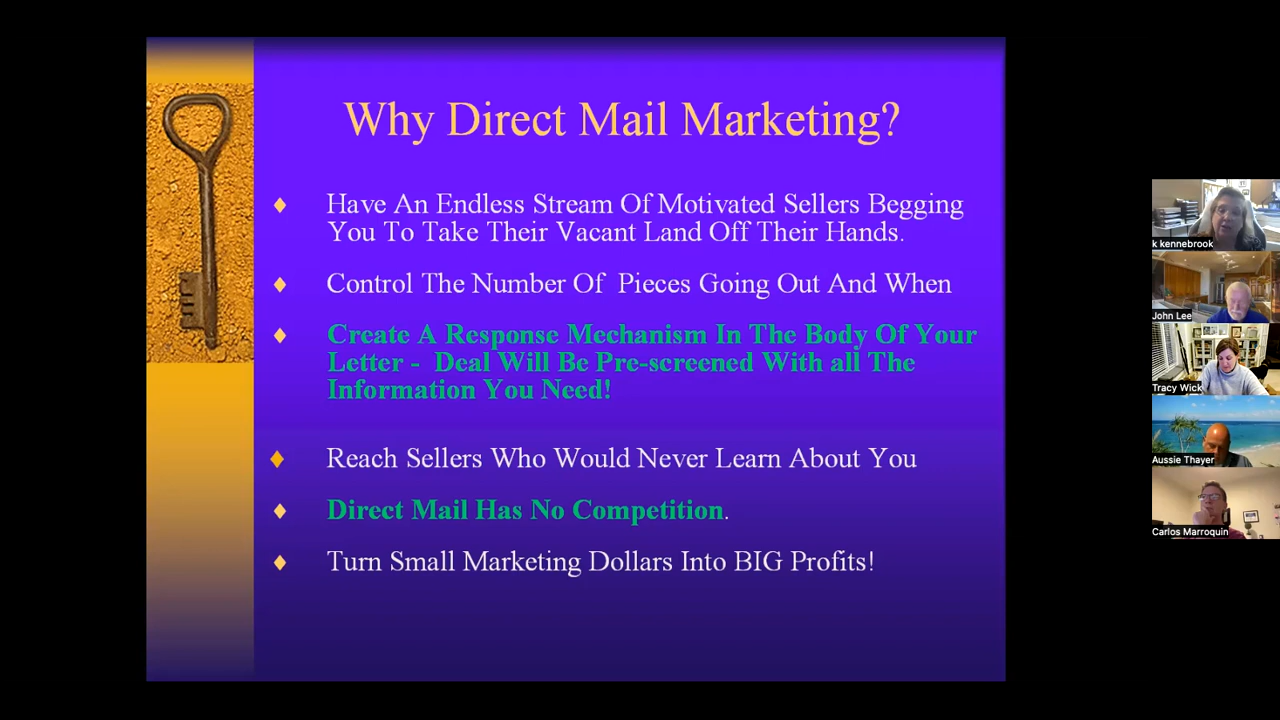 Why Direct Mail Marketing?
Have An Endless Stream Of Motivated Sellers Begging
You To Take Their Vacant Land Off Their Hands.
Control The Number Of  Pieces Going Out And When
Create A Response Mechanism In The Body Of Your
Letter -  Deal Will Be Pre-screened With all The
Information You Need!
Reach Sellers Who Would Never Learn About You
Direct Mail Has No Competition.
Turn Small Marketing Dollars Into BIG Profits!
k kennebrook
John Lee
Tracy Wick
Aussie Thayer
Carlos Marroquin